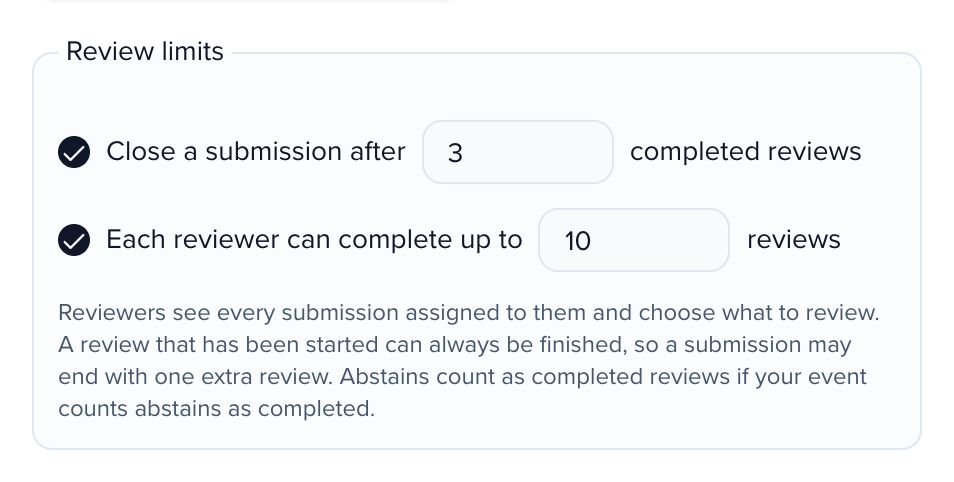 Review limits
Close a submission after 3 completed reviews
Each reviewer can complete up to 10 reviews
Reviewers see every submission assigned to them and choose what to review.
A review that has been started can always be finished, so a submission may
end with one extra review. Abstains count as completed reviews if your event
counts abstains as completed.